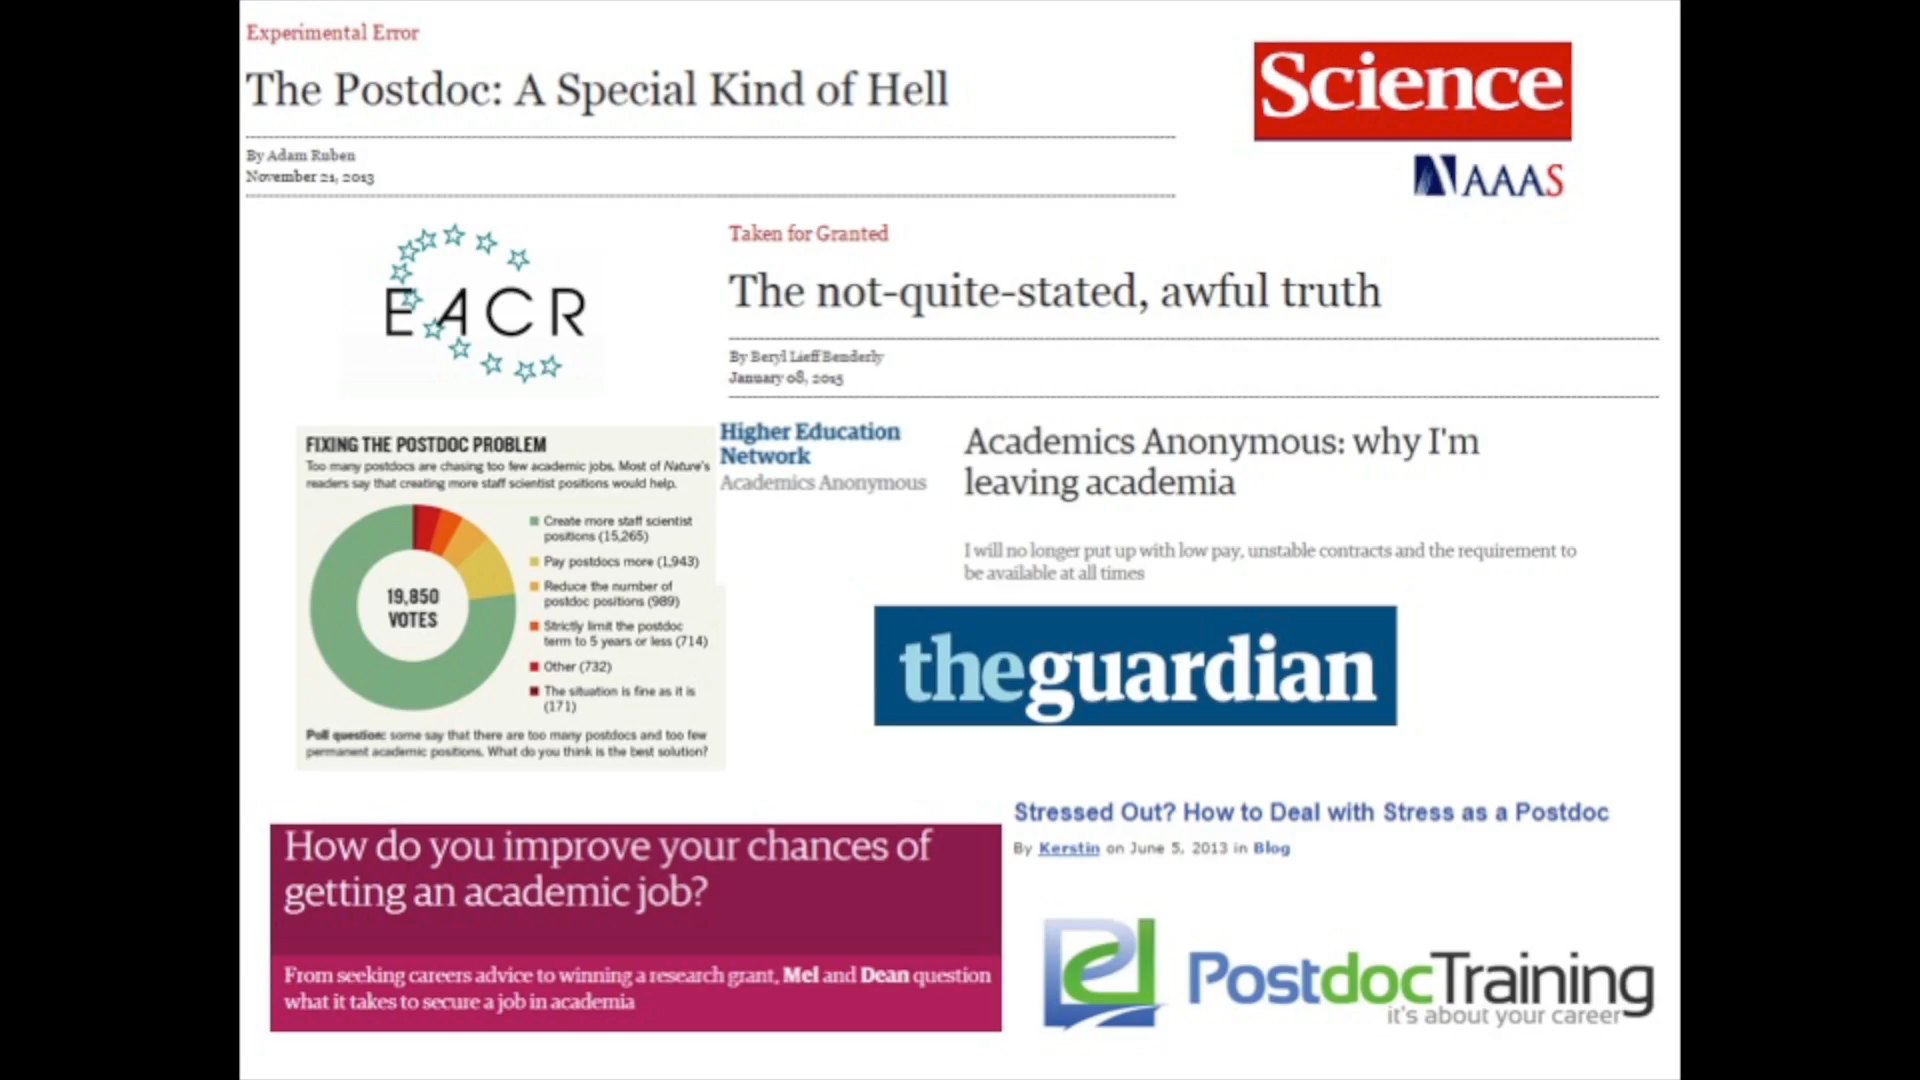 Experimental Error
The Postdoc: A Special Kind of Hell
By Adam Ruben
November 21, 2013
Science
AAAS
EACR
Taken for Granted
The not-quite-stated, awful truth
By Beryl Lieff Benderly
January 08, 2015
FIXING THE POSTDOC PROBLEM
Too many postdocs are chasing too few academic jobs. Most of Nature's
readers say that creating more staff scientist positions would help.
19,850
VOTES
Create more staff scientist
positions (15,265)
Pay postdocs more (1,943)
Reduce the number of
postdoc positions (989)
Strictly limit the postdoc
term to 5 years or less (714)
Other (732)
The situation is fine as it is
(171)
Poll question: some say that there are too many postdocs and too few
permanent academic positions. What do you think is the best solution?
Higher Education
Network
Academics Anonymous
Academics Anonymous: why I'm
leaving academia
I will no longer put up with low pay, unstable contracts and the requirement to
be available at all times
theguardian
How do you improve your chances of
getting an academic job?
From seeking careers advice to winning a research grant, Mel and Dean question
what it takes to secure a job in academia
Stressed Out? How to Deal with Stress as a Postdoc
By Kerstin on June 5, 2013 in Blog
PostdocTraining
it's about your career